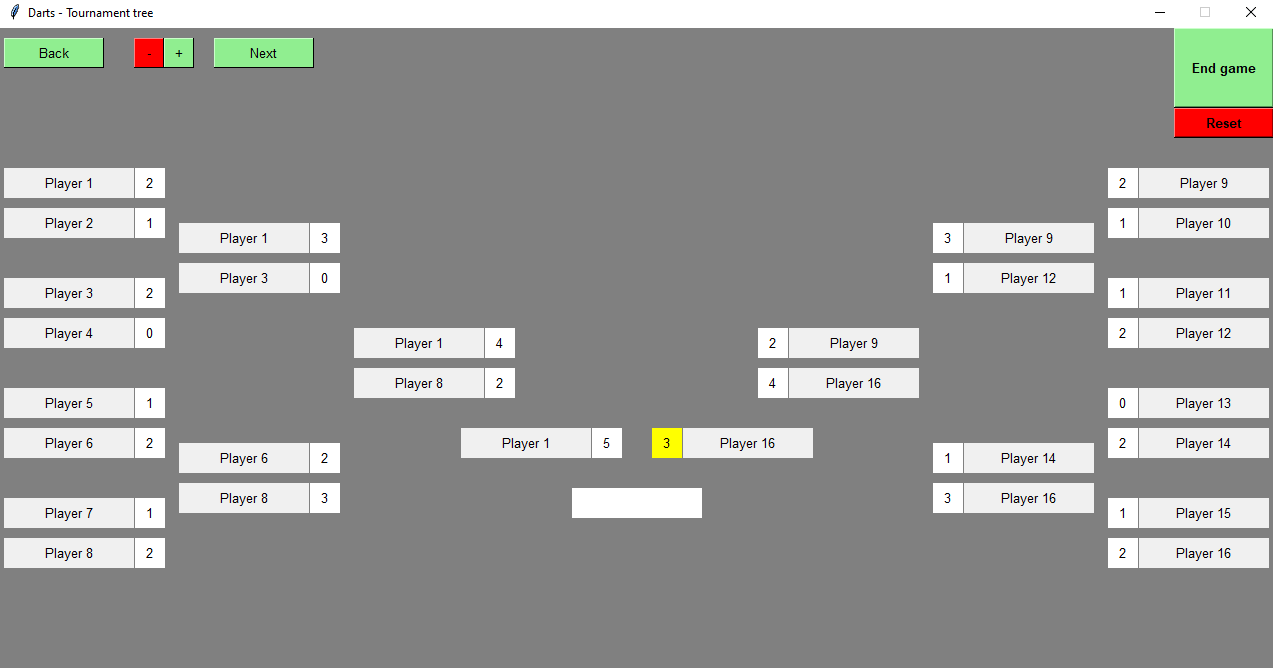 Darts - Tournament tree
Back - + Next
End game
Reset
Player 1 2
Player 2 1
Player 3 2
Player 4 0
Player 5 1
Player 6 2
Player 7 1
Player 8 2
Player 1 3
Player 3 0
Player 6 2
Player 8 3
Player 1 4
Player 8 2
Player 1 5
3 Player 16
2 Player 9
4 Player 16
3 Player 9
1 Player 12
1 Player 14
3 Player 16
2 Player 9
1 Player 10
1 Player 11
2 Player 12
0 Player 13
2 Player 14
1 Player 15
2 Player 16